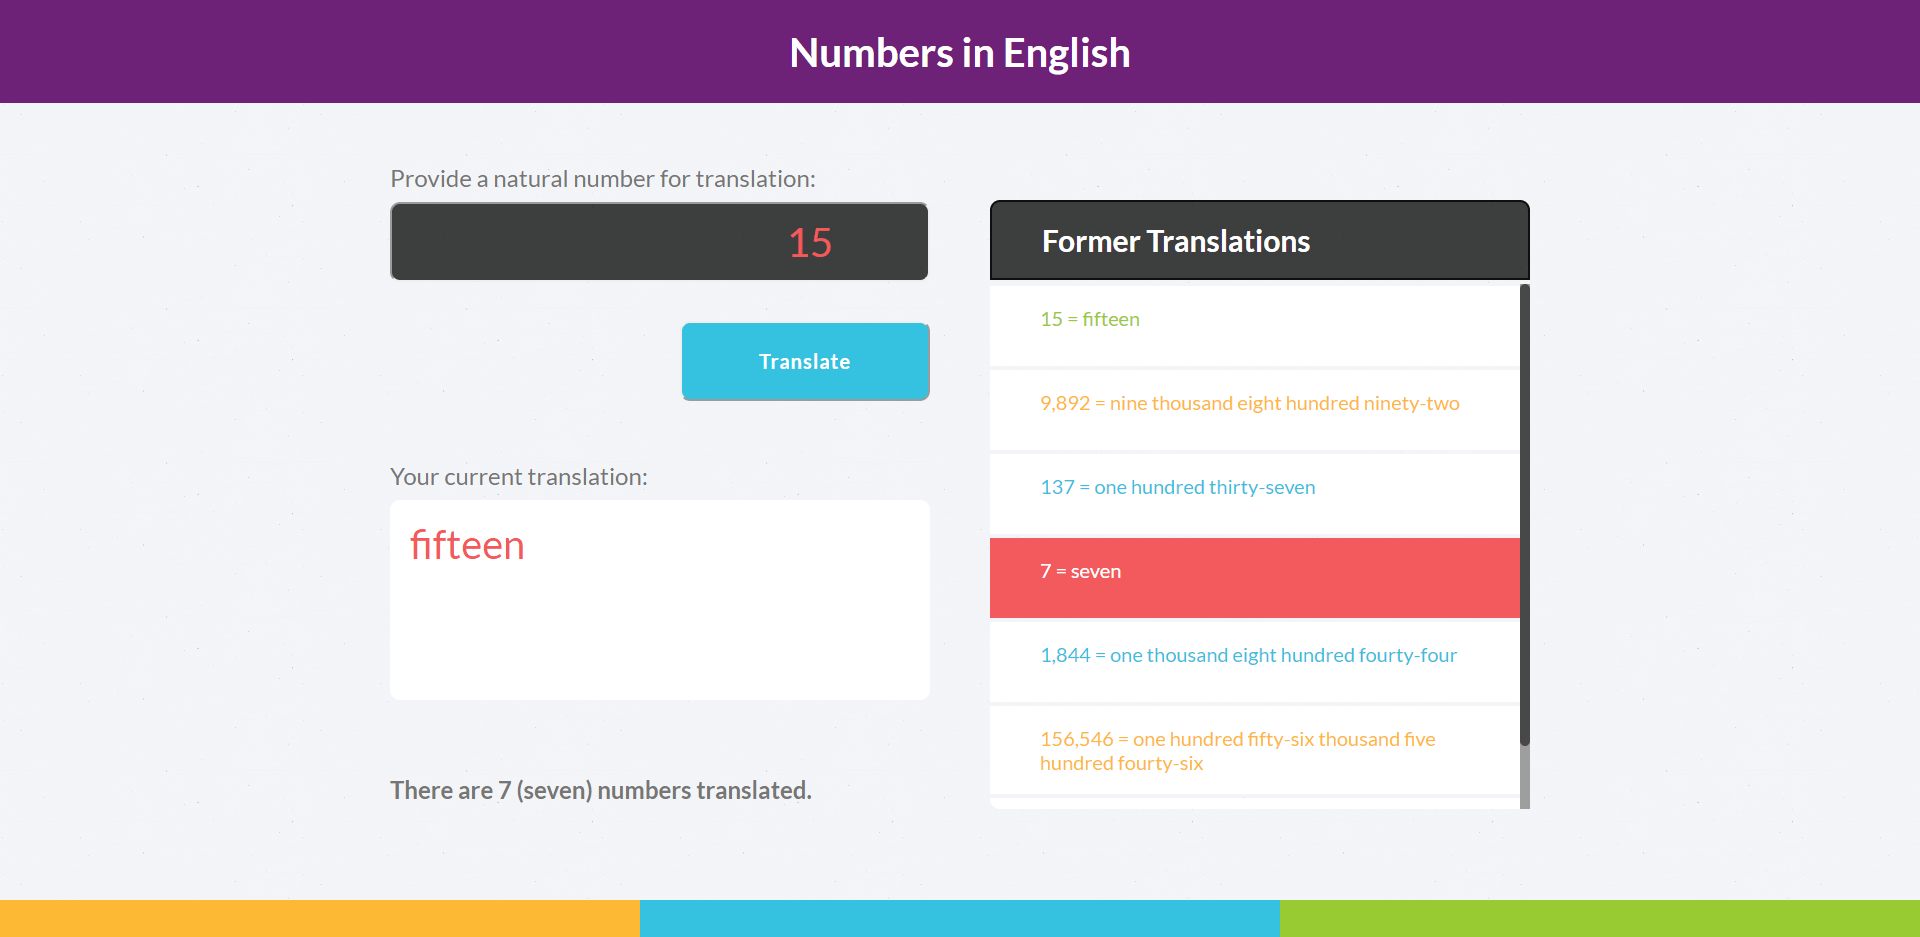 Numbers in English
Provide a natural number for translation:
15
Translate
Your current translation:
fifteen
There are 7 (seven) numbers translated.
Former Translations
15 = fifteen
9,892 = nine thousand eight hundred ninety-two
137 = one hundred thirty-seven
7 = seven
1,844 = one thousand eight hundred fourty-four
156,546 = one hundred fifty-six thousand five
hundred fourty-six